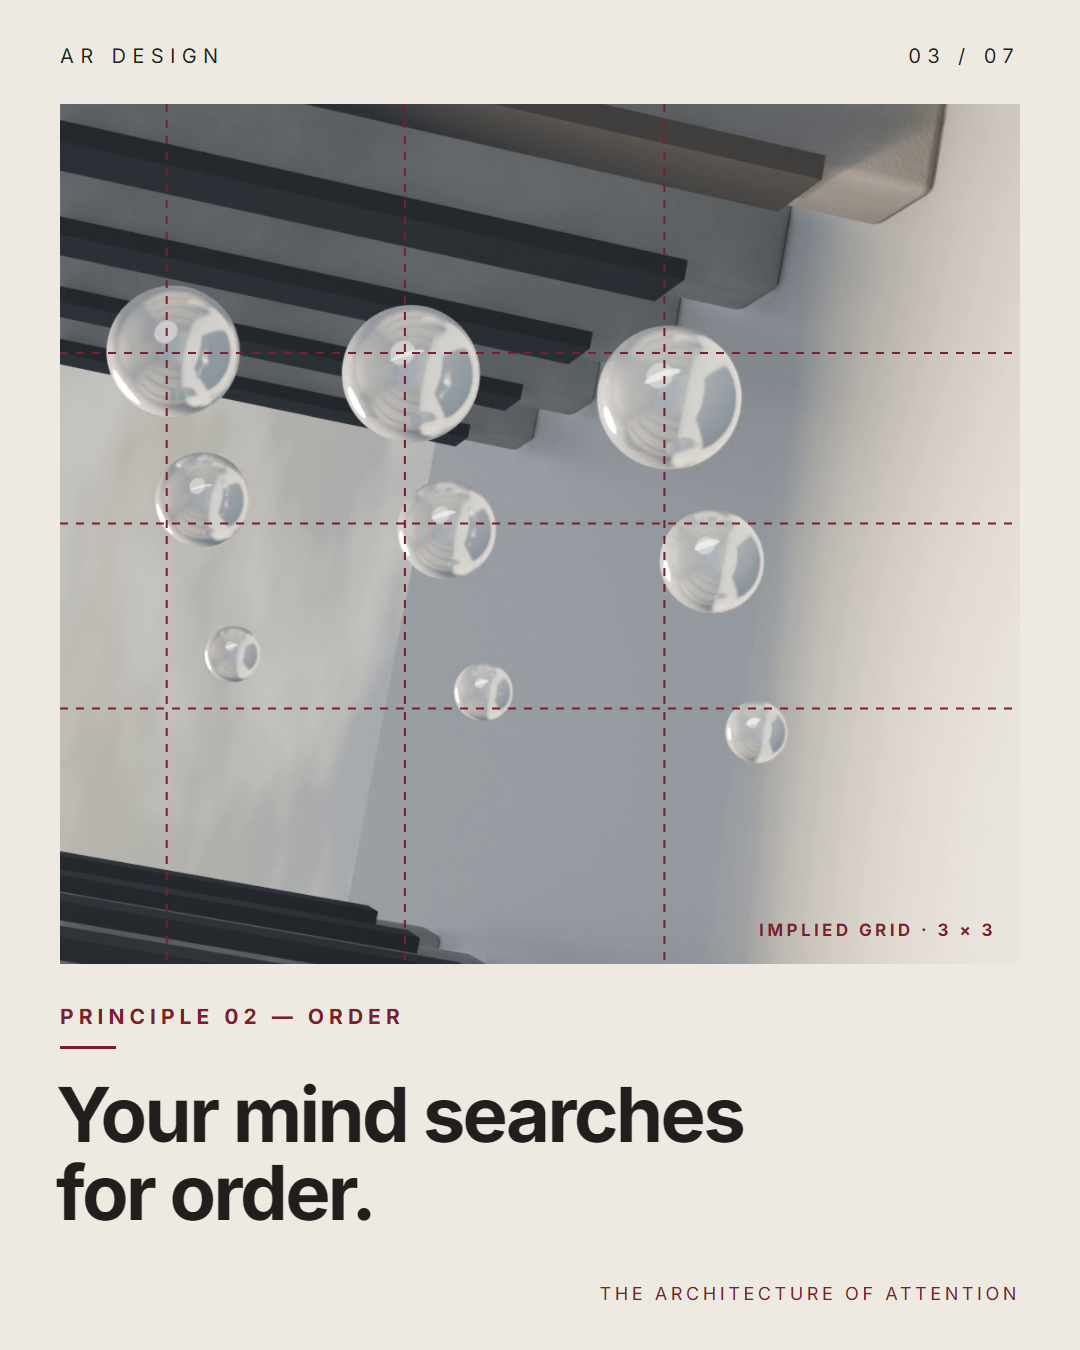 AR DESIGN
03 / 07
IMPLIED GRID · 3 × 3
PRINCIPLE 02 — ORDER
Your mind searches
for order.
THE ARCHITECTURE OF ATTENTION